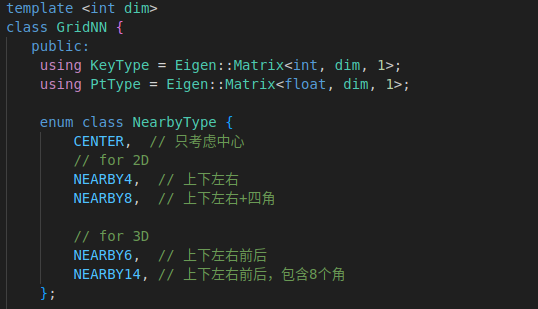 template <int dim>
class GridNN {
public:
using KeyType = Eigen::Matrix<int, dim, 1>;
using PtType = Eigen::Matrix<float, dim, 1>;
enum class NearbyType {
CENTER,  // 只考虑中心
// for 2D
NEARBY4,  // 上下左右
NEARBY8,  // 上下左右+四角
// for 3D
NEARBY6,  // 上下左右前后
NEARBY14, // 上下左右前后，包含8个角
};